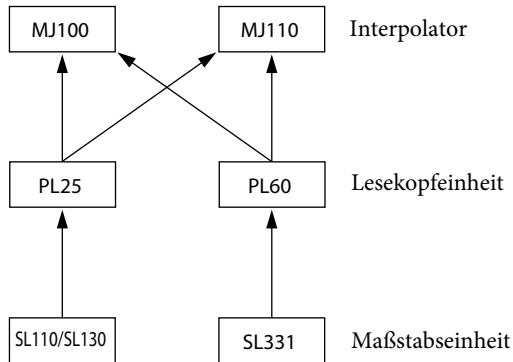 MJ100 MJ110 Interpolator
PL25 PL60 Lesekopfeinheit
SL110/SL130 SL331 Maßstabseinheit